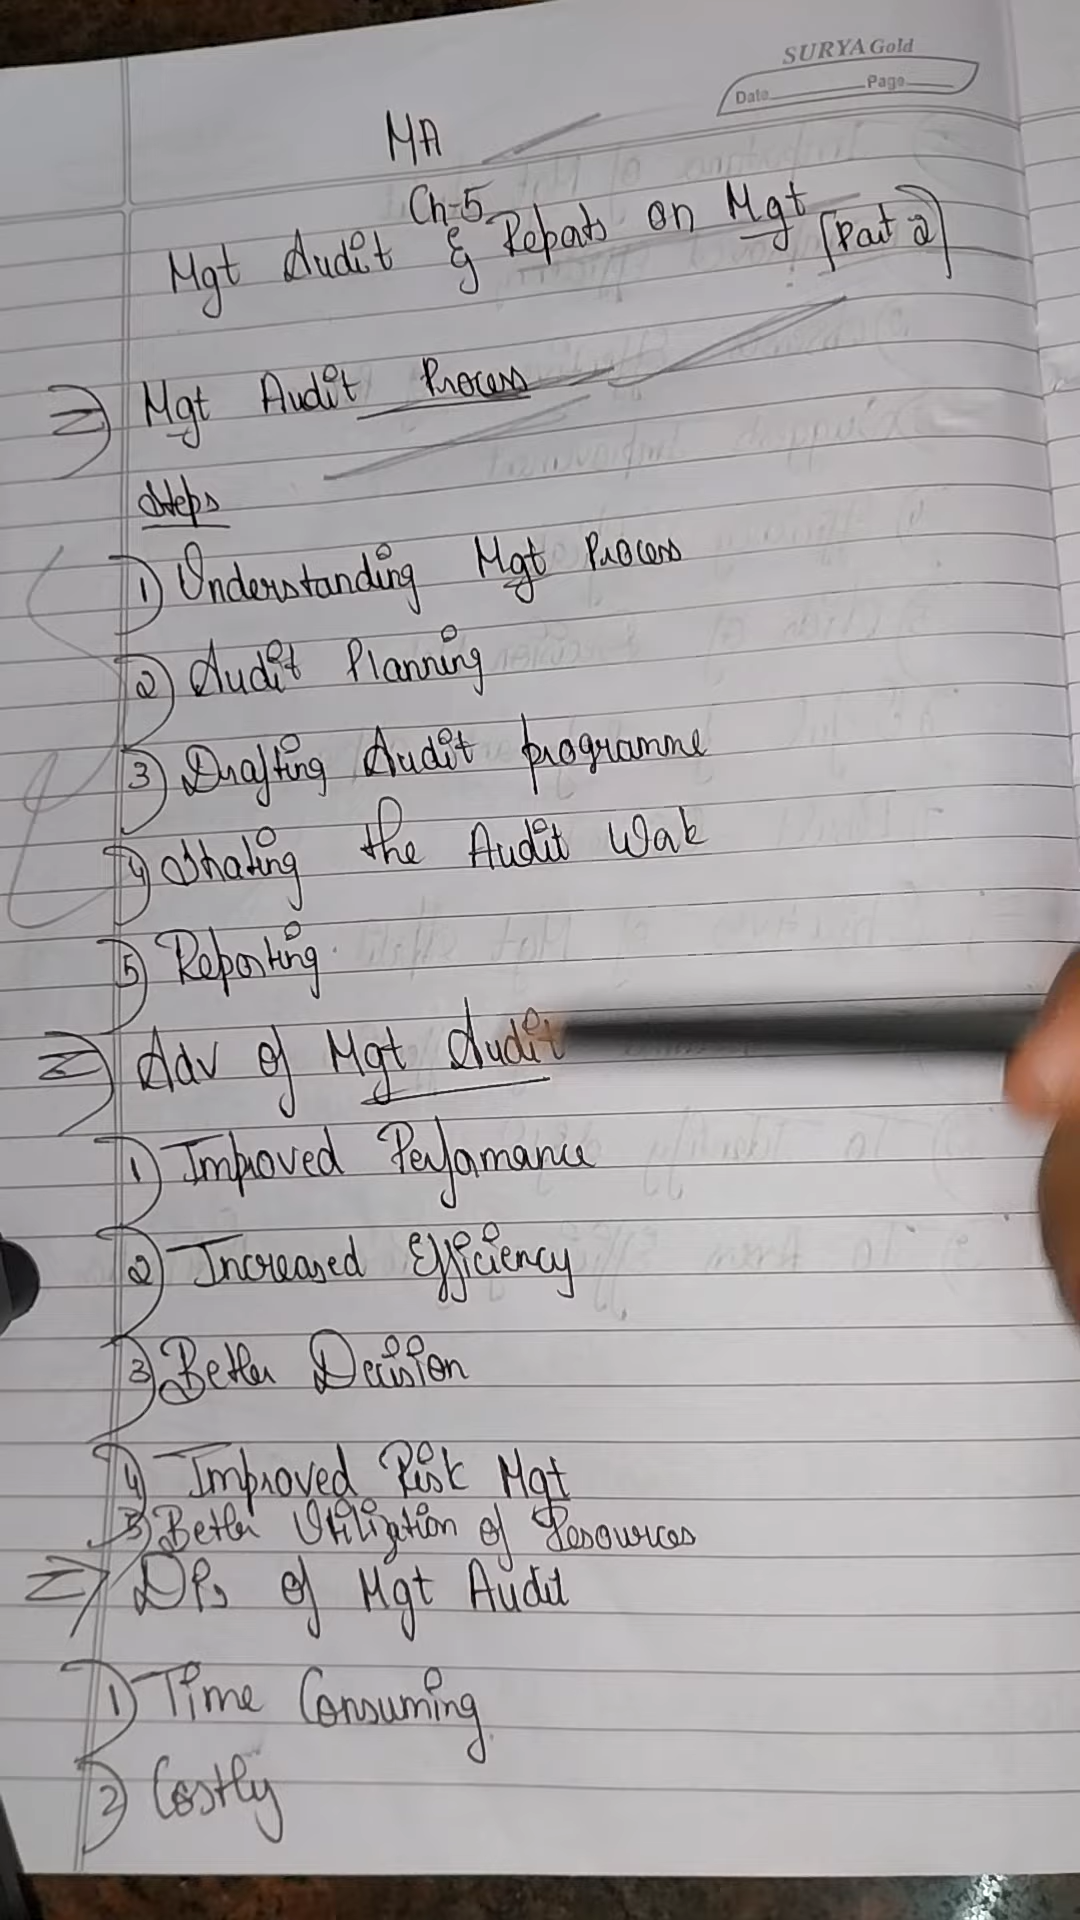 SURYA Gold
Date Page
MA
Ch-5
Mgt Audit & Reports on Mgt [Part 2]
=> Mgt Audit Process
Steps
1) Understanding Mgt Process
2) Audit Planning
3) Drafting Audit programme
4) Starting the Audit Work
5) Reporting
=> Adv of Mgt Audit
1) Improved Performance
2) Increased Efficiency
3) Better Decision
4) Improved Risk Mgt
5) Better Utilization of Resources
=> DPs of Mgt Audit
1) Time Consuming
2) Costly